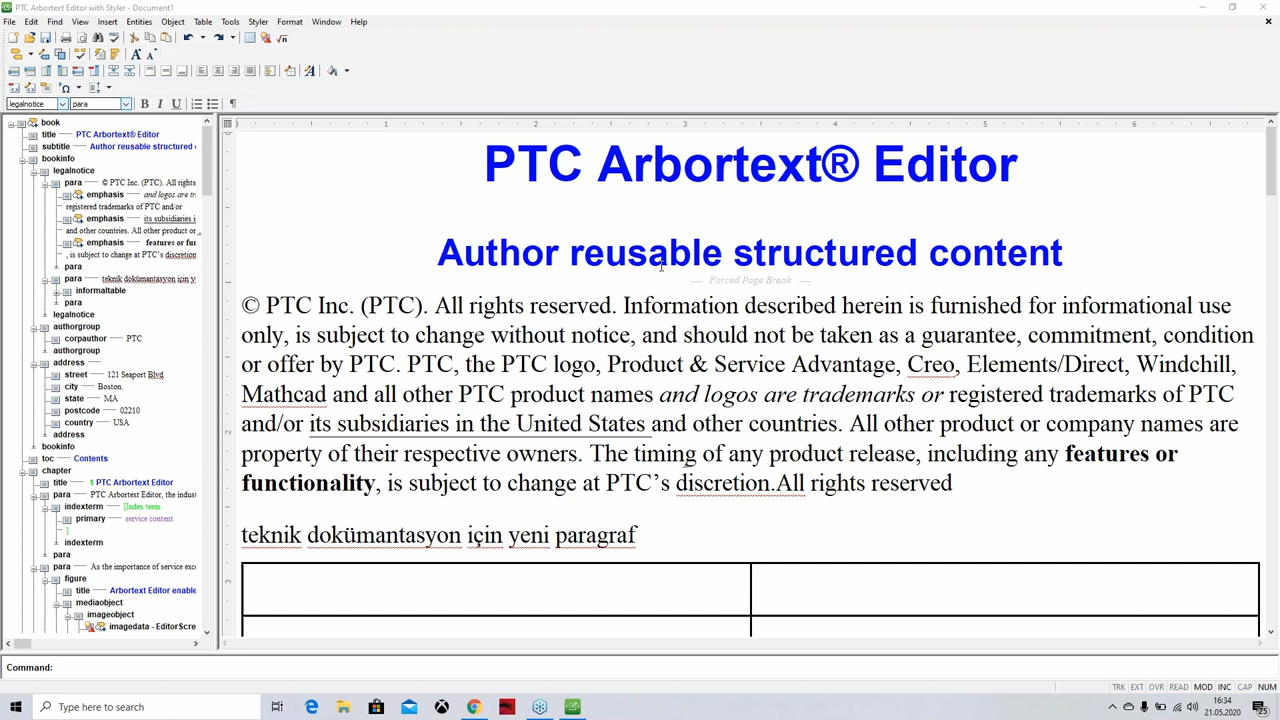 PTC Arbortext Editor with Styler - Document1
File Edit Find View Insert Entities Object Table Tools Styler Format Window Help
legalnotice para B I U
1 2 3 4 5 6
book
title PTC Arbortext® Editor
subtitle Author reusable structured c
bookinfo
legalnotice
para © PTC Inc. (PTC). All rights
emphasis and logos are tr
registered trademarks of PTC and/or
emphasis its subsidiaries i
and other countries. All other product or
emphasis features or fun
, is subject to change at PTC's discretion
para
para teknik dokümantasyon için y
informaltable
para
legalnotice
authorgroup
corpauthor PTC
authorgroup
address
street 121 Seaport Blvd
city Boston.
state MA
postcode 02210
country USA
address
bookinfo
toc Contents
chapter
title 1 PTC Arbortext Editor
para PTC Arbortext Editor, the indust
indexterm [Index term:
primary service content
]
indexterm
para
para As the importance of service exce
figure
title Arbortext Editor enable
mediaobject
imageobject
imagedata - EditorScre
PTC Arbortext® Editor
Author reusable structured content
Forced Page Break
© PTC Inc. (PTC). All rights reserved. Information described herein is furnished for informational use
only, is subject to change without notice, and should not be taken as a guarantee, commitment, condition
or offer by PTC. PTC, the PTC logo, Product & Service Advantage, Creo, Elements/Direct, Windchill,
Mathcad and all other PTC product names and logos are trademarks or registered trademarks of PTC
and/or its subsidiaries in the United States and other countries. All other product or company names are
property of their respective owners. The timing of any product release, including any features or
functionality, is subject to change at PTC’s discretion.All rights reserved
teknik dokümantasyon için yeni paragraf
Command:
TRK EXT OVR READ MOD INC CAP NUM
Type here to search
16:34
21.05.2020
25